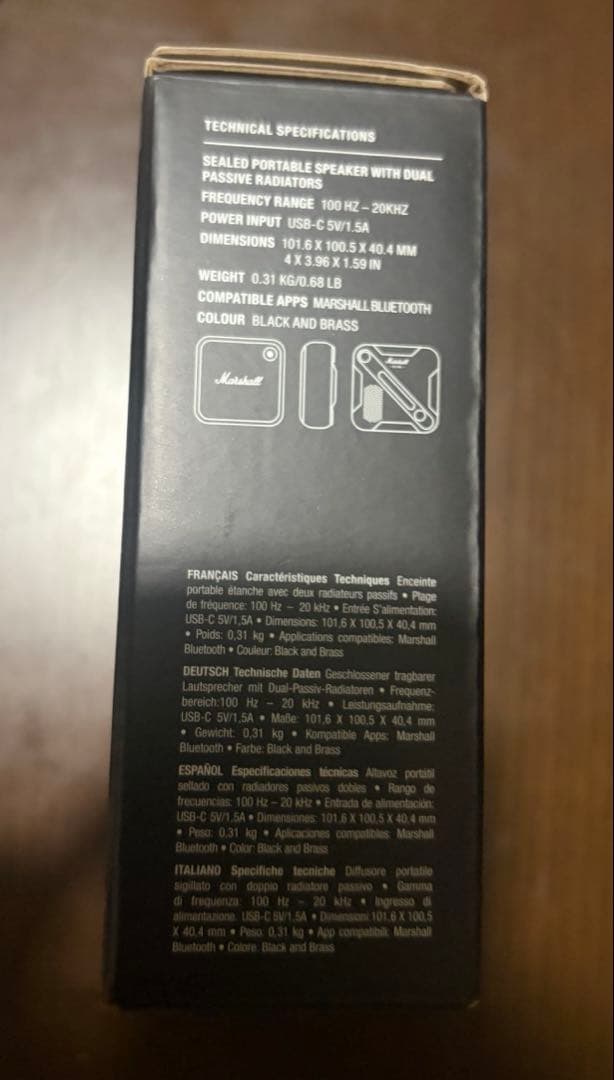 TECHNICAL SPECIFICATIONS
SEALED PORTABLE SPEAKER WITH DUAL
PASSIVE RADIATORS
FREQUENCY RANGE 100 HZ – 20KHZ
POWER INPUT USB-C 5V/1.5A
DIMENSIONS 101.6 X 100.5 X 40.4 MM
4 X 3.96 X 1.59 IN
WEIGHT 0.31 KG/0.68 LB
COMPATIBLE APPS MARSHALL BLUETOOTH
COLOUR BLACK AND BRASS
Marshall
Marshall
FRANÇAIS Caractéristiques Techniques Enceinte
portable étanche avec deux radiateurs passifs • Plage
de fréquence: 100 Hz – 20 kHz • Entrée S'alimentation:
USB-C 5V/1,5A • Dimensions: 101,6 X 100,5 X 40,4 mm
• Poids: 0,31 kg • Applications compatibles: Marshall
Bluetooth • Couleur: Black and Brass
DEUTSCH Technische Daten Geschlossener tragbarer
Lautsprecher mit Dual-Passiv-Radiatoren • Frequenz-
bereich:100 Hz – 20 kHz • Leistungsaufnahme:
USB-C 5V/1,5A • Maße: 101,6 X 100,5 X 40,4 mm
• Gewicht: 0,31 kg • Kompatible Apps: Marshall
Bluetooth • Farbe: Black and Brass
ESPAÑOL Especificaciones técnicas Altavoz portátil
sellado con radiadores pasivos dobles • Rango de
frecuencias: 100 Hz – 20 kHz • Entrada de alimentación:
USB-C 5V/1.5A • Dimensiones: 101,6 X 100,5 X 40,4 mm
• Peso: 0,31 kg • Aplicaciones compatibles: Marshall
Bluetooth • Color: Black and Brass
ITALIANO Specifiche tecniche Diffusore portatile
sigillato con doppio radiatore passivo • Gamma
di frequenza: 100 Hz – 20 kHz • Ingresso di
alimentazione: USB-C 5V/1.5A • Dimensioni:101,6 X 100,5
X 40,4 mm • Peso: 0,31 kg • App compatibili: Marshall
Bluetooth • Colore: Black and Brass